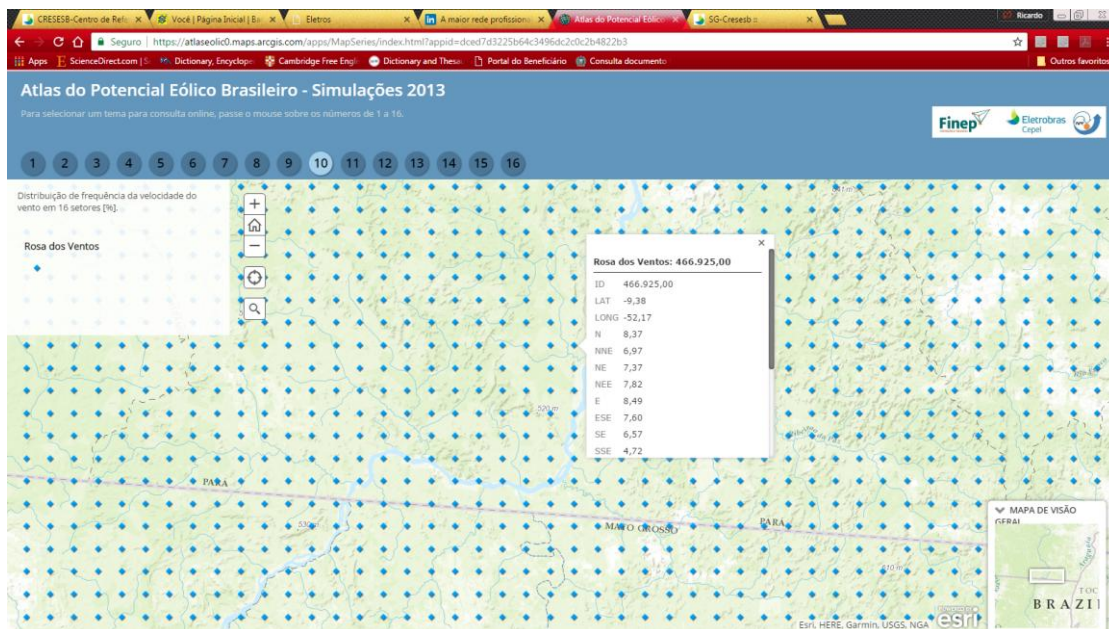 CRESESB-Centro de Refe
Você | Página Inicial | Ba
Eletros
A maior rede profissiona
Atlas do Potencial Eólico
SG-Cresesb ::
Ricardo
Seguro | https://atlaseolic0.maps.arcgis.com/apps/MapSeries/index.html?appid=dced7d3225b64c3496dc2c0c2b4822b3
Apps
ScienceDirect.com | S
Dictionary, Encyclope
Cambridge Free Engli
Dictionary and Thesau
Portal do Beneficiário
Consulta documento
Outros favoritos
Atlas do Potencial Eólico Brasileiro - Simulações 2013
Para selecionar um tema para consulta online, passe o mouse sobre os números de 1 a 16.
Finep
Eletrobras
Cepel
1 2 3 4 5 6 7 8 9 10 11 12 13 14 15 16
Distribuição de frequência da velocidade do
vento em 16 setores [%].
Rosa dos Ventos
Rosa dos Ventos: 466.925,00
ID 466.925,00
LAT -9,38
LONG -52,17
N 8,37
NNE 6,97
NE 7,37
NEE 7,82
E 8,49
ESE 7,60
SE 6,57
SSE 4,72
520 m
PARÁ
530 m
MATO GROSSO
PARÁ
MAPA DE VISÃO
GERAL
TOC
BRAZIL
Esri, HERE, Garmin, USGS, NGA
esri